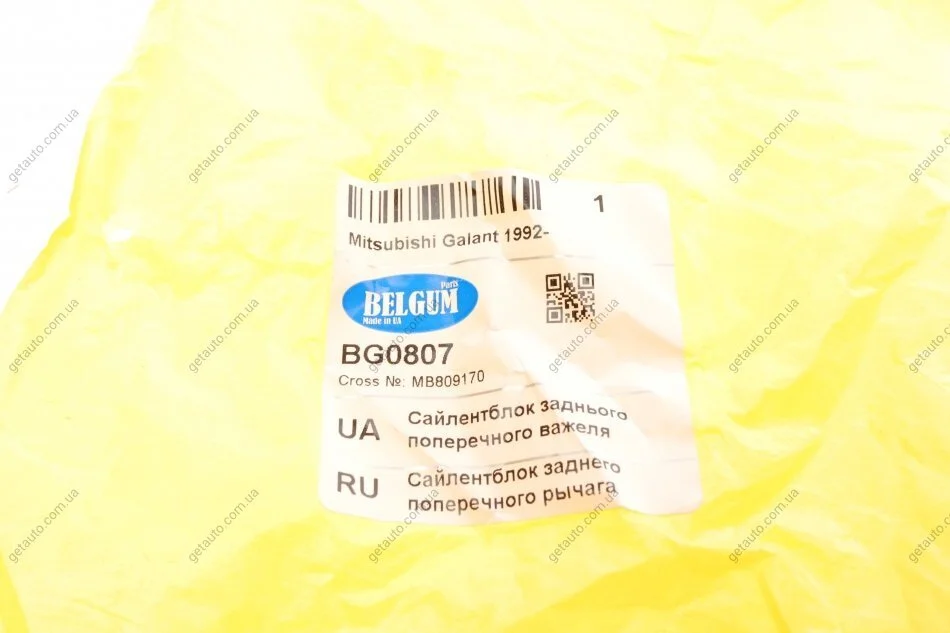 1
Mitsubishi Galant 1992-
Parts
BELGUM
Made in UA
BG0807
Cross №: MB809170
UA
Сайлентблок заднього
поперечного важеля
RU
Сайлентблок заднего
поперечного рычага
getauto.com.ua